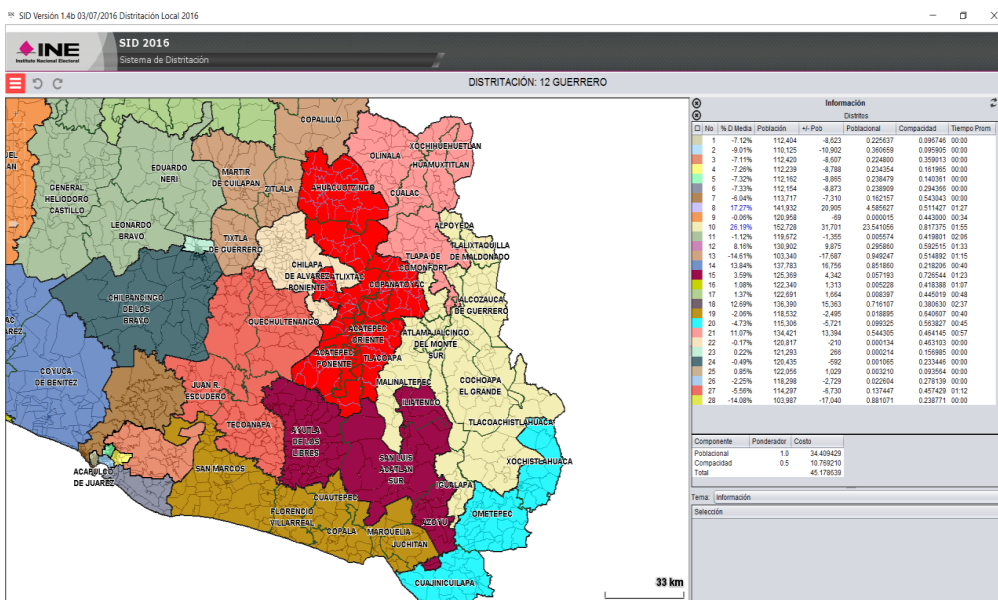 SID Versión 1.4b 03/07/2016 Distritación Local 2016
INE
Instituto Nacional Electoral
SID 2016
Sistema de Distritación
DISTRITACIÓN: 12 GUERRERO
COPALILLO
XOCHIHUEHUETLAN
OLINALA
HUAMUXTITLAN
EDUARDO
NERI
MARTIR
DE CUILAPAN
ZITLALA
AHUACUOTZINGO
CUALAC
GENERAL
HELIODORO
CASTILLO
LEONARDO
BRAVO
TIXTLA
DE GUERRERO
ALPOYECA
TLALIXTAQUILLA
DE MALDONADO
TLAPA DE
COMONFORT
CHILAPA
DE ALVAREZ
PONIENTE
ATLIXTAC
COPANATOYAC
CHILPANCINGO
DE LOS
BRAVO
QUECHULTENANGO
ALCOZAUCA
DE GUERRERO
ACATEPEC
ORIENTE
ATLAMAJALCINGO
DEL MONTE
SUR
ACATEPEC
PONENTE
TLACOAPA
COYUCA
DE BENITEZ
JUAN R.
ESCUDERO
MALINALTEPEC
COCHOAPA
EL GRANDE
ILIATENCO
TECOANAPA
AYUTLA
DE LOS
LIBRES
TLACOACHISTLAHUACA
SAN LUIS
ACATLAN
SUR
XOCHISTLAHUACA
ACAPULCO
DE JUAREZ
SAN MARCOS
IGUALAPA
CUAUTEPEC
FLORENCIO
VILLARREAL
OMETEPEC
COPALA
MARQUELIA
AZOYU
JUCHITAN
CUAJINICUILAPA
33 km
Información
Distritos
No % D Media Población +/- Pob Poblacional Compacidad Tiempo Prom
1 -7.12% 112,404 -8,623 0.225637 0.096746 00:00
2 -9.01% 110,125 -10,902 0.360659 0.095905 00:00
3 -7.11% 112,420 -8,607 0.224800 0.359013 00:00
4 -7.26% 112,239 -8,788 0.234354 0.161965 00:00
5 -7.32% 112,162 -8,865 0.238479 0.140361 00:00
6 -7.33% 112,154 -8,873 0.238909 0.294366 00:00
7 -6.04% 113,717 -7,310 0.162157 0.543043 00:00
8 17.27% 141,932 20,905 4.585627 0.511427 01:27
9 -0.06% 120,958 -69 0.000015 0.443000 00:34
10 26.19% 152,728 31,701 23.541056 0.817375 01:55
11 -1.12% 119,672 -1,355 0.005574 0.419801 02:06
12 8.16% 130,902 9,875 0.295860 0.592515 01:33
13 -14.61% 103,340 -17,687 0.949247 0.514892 01:15
14 13.84% 137,783 16,756 0.851860 0.218206 00:40
15 3.59% 125,369 4,342 0.057193 0.726544 01:23
16 1.08% 122,340 1,313 0.005228 0.418388 01:07
17 1.37% 122,691 1,664 0.008397 0.445019 00:48
18 12.69% 136,390 15,363 0.716107 0.380630 02:37
19 -2.06% 118,532 -2,495 0.018895 0.640607 00:40
20 -4.73% 115,306 -5,721 0.099325 0.563827 00:45
21 11.07% 134,421 13,394 0.544305 0.464145 00:57
22 -0.17% 120,817 -210 0.000134 0.463103 00:00
23 0.22% 121,293 266 0.000214 0.156985 00:00
24 -0.49% 120,435 -592 0.001065 0.233446 00:00
25 0.85% 122,056 1,029 0.003210 0.093564 00:00
26 -2.25% 118,298 -2,729 0.022604 0.278139 00:00
27 -5.56% 114,297 -6,730 0.137447 0.457429 01:12
28 -14.08% 103,987 -17,040 0.881071 0.238771 00:00
Componente Ponderador Costo
Poblacional 1.0 34.409429
Compacidad 0.5 10.769210
Total 45.178639
Tema: Información
Selección